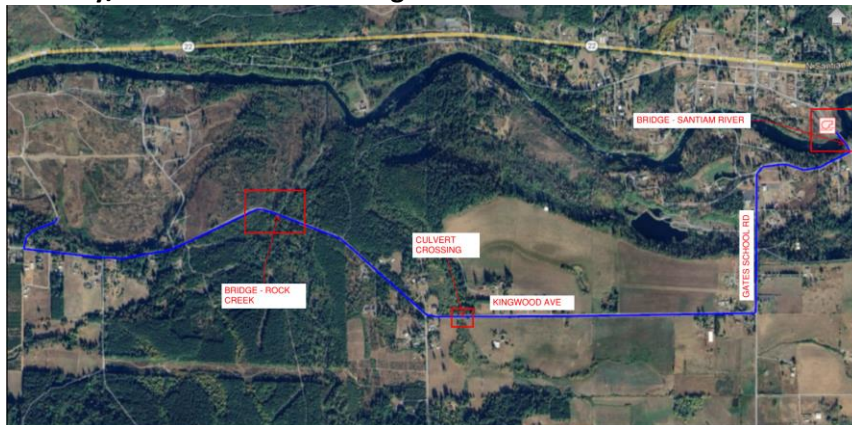 22
22
BRIDGE - SANTIAM RIVER
CULVERT
CROSSING
BRIDGE - ROCK
CREEK
KINGWOOD AVE
GATES SCHOOL RD